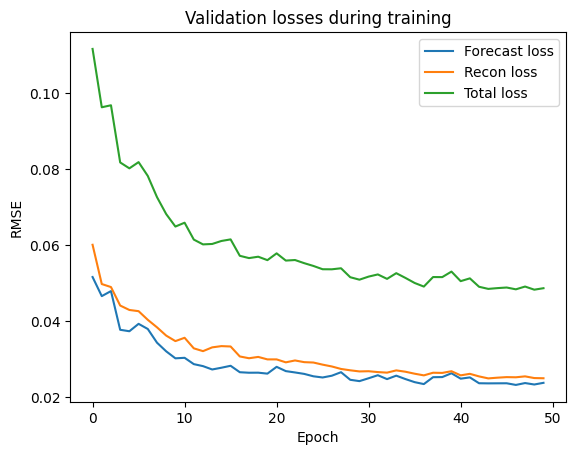 Validation losses during training
Forecast loss
Recon loss
Total loss
RMSE
0.10
0.08
0.06
0.04
0.02
0 10 20 30 40 50
Epoch